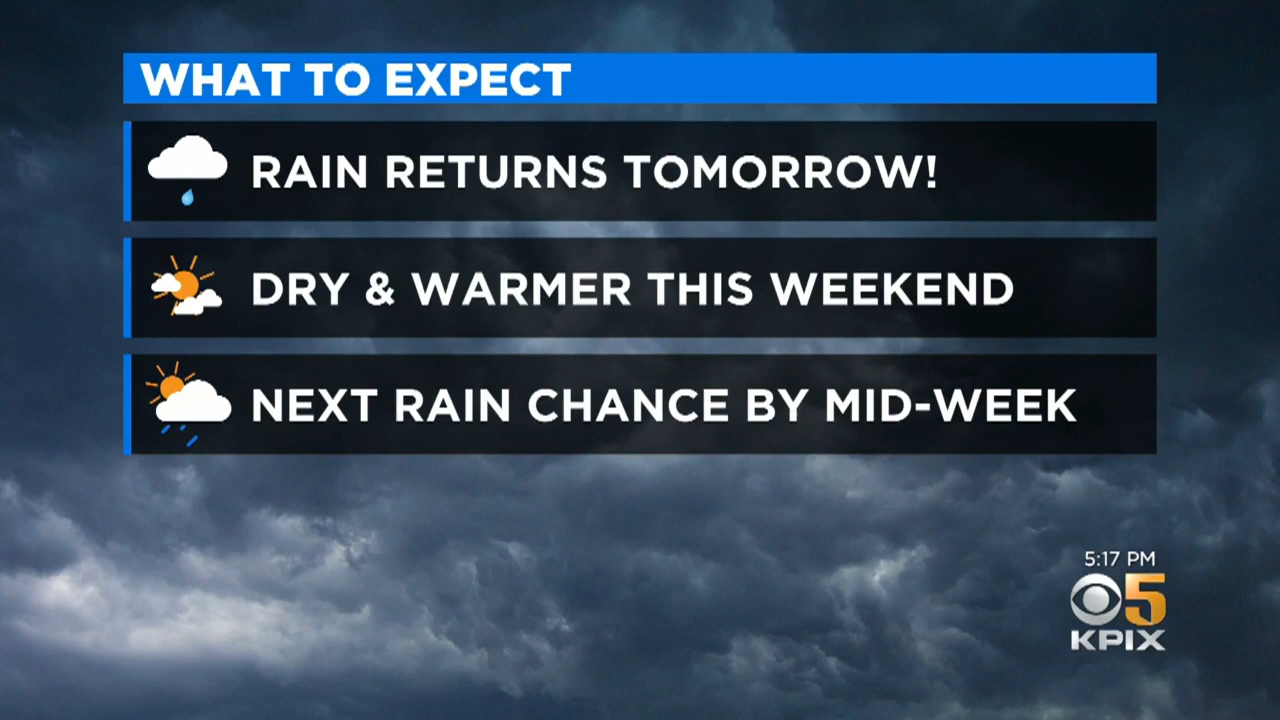 WHAT TO EXPECT
RAIN RETURNS TOMORROW!
DRY & WARMER THIS WEEKEND
NEXT RAIN CHANCE BY MID-WEEK
5:17 PM
5
KPIX